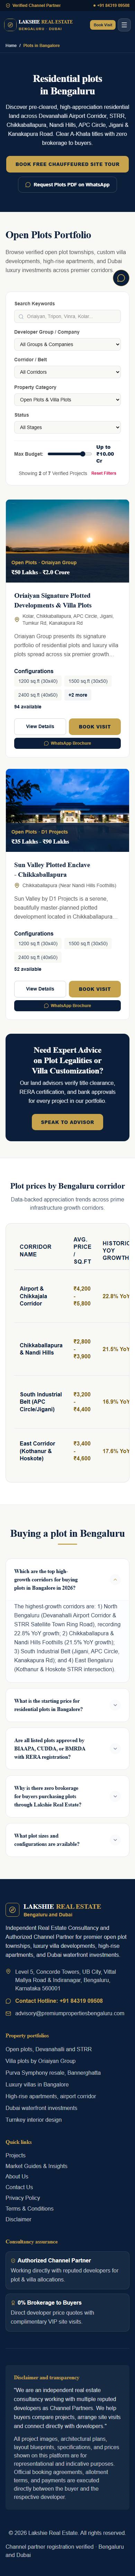 Verified Channel Partner
+91 84319 09508
LAKSHIE REAL ESTATE
BENGALURU · DUBAI
Book Visit
Home / Plots in Bangalore
Residential plots
in Bengaluru
Discover pre-cleared, high-appreciation residential
plots across Devanahalli Airport Corridor, STRR,
Chikkaballapura, Nandi Hills, APC Circle, Jigani &
Kanakapura Road. Clear A-Khata titles with zero
brokerage to buyers.
BOOK FREE CHAUFFEURED SITE TOUR
Request Plots PDF on WhatsApp
Open Plots Portfolio
Browse verified open plot townships, custom villa
developments, high-rise apartments, and Dubai
waterfront luxury residences from premier developers
Search Keywords
Oriaiyan, Tripon, Virora, Kolar...
Developer Group / Company
All Groups & Companies
Corridor / Belt
All Corridors
Property Category
Open Plots & Villa Plots
Status
All Stages
Max Budget:
Up to
₹10.00
Cr
Showing 2 of 7 Verified Projects
Reset Filters
Open Plots · Oriaiyan Group
₹50 Lakhs - ₹2.0 Crore
Oriaiyan Signature Plotted
Developments & Villa Plots
Kolar, Chikkaballapura, APC Circle, Jigani,
Tumkur Rd, Kanakapura Rd
Oriaiyan Group presents its signature
portfolio of residential layouts and luxury
villa plots across six premier growth...
Configurations
1200 sq.ft (30x40)
1500 sq.ft (30x50)
2400 sq.ft (40x60)
+2 more
94 available
View Details
BOOK VISIT
WhatsApp Brochure
Open Plots · D1 Projects
₹35 Lakhs - ₹90 Lakhs
Sun Valley Plotted Enclave
- Chikkaballapura
Chikkaballapura (Near Nandi Hills Foothills)
Sun Valley by D1 Projects is a serene,
beautifully master planned plotted
development located in Chikkaballapura...
Configurations
1200 sq.ft (30x40)
1500 sq.ft (30x50)
2400 sq.ft (40x60)
52 available
View Details
BOOK VISIT
WhatsApp Brochure
Need Expert Advice
on Plot Legalities or
Villa Customization?
Our land advisors verify title clearance,
RERA certification, and bank approvals
for every project in our portfolio.
SPEAK TO ADVISOR
Plot prices by Bengaluru corridor
Data-backed appreciation trends across prime
infrastructure growth corridors.
CORRIDOR
NAME
AVG.
PRICE
/
SQ.FT
HISTORIC
YOY
GROWTH
Airport &
Chikkajala
Corridor
₹4,200
-
₹5,800
22.8% YoY
Chikkaballapura
& Nandi Hills
₹2,800
-
₹3,900
21.5% YoY
South Industrial
Belt (APC
Circle/Jigani)
₹3,200
-
₹4,400
16.9% YoY
East Corridor
(Kothanur &
Hoskote)
₹3,400
-
₹4,600
17.6% YoY
Buying a plot in Bengaluru
Which are the top high-
growth corridors for buying
plots in Bengaluru in 2026?
The highest growth corridors are: 1) North
Bengaluru (Devanahalli Airport Corridor &
STRR Satellite Town Ring Road), recording
22.8% YoY growth; 2) Chikkaballapura &
Nandi Hills Foothills (21.5% YoY growth);
3) South Industrial Belt (Jigani, APC Circle,
Kanakapura Rd); and 4) East Bengaluru
(Kothanur & Hoskote STRR intersection).
What is the starting price for
residential plots in Bangalore?
Are all listed plots approved by
BIAAPA, CUDDA, or BMRDA
with RERA registration?
Why is there zero brokerage
for buyers purchasing plots
through Lakshie Real Estate?
What plot sizes and
configurations are available?
LAKSHIE REAL ESTATE
Bengaluru and Dubai
Independent Real Estate Consultancy and
Authorized Channel Partner for premier open plot
townships, luxury villa developments, high-rise
apartments, and Dubai waterfront residences.
Level 5, Concorde Towers, UB City, Vittal
Mallya Road & Indiranagar, Bengaluru,
Karnataka 560001
Contact Hotline: +91 84319 09508
advisory@premiumpropertiesbengaluru.com
Property portfolios
Open plots, Devanahalli and STRR
Villa plots by Oriaiyan Group
Purva Symphony resale, Bannerghatta
Luxury villas in Bangalore
High-rise apartments, airport corridor
Dubai waterfront residences
Turnkey interior design
Quick links
Projects
Market Guides & Insights
About Us
Contact Us
Privacy Policy
Terms & Conditions
Disclaimer
Consultancy assurance
Authorized Channel Partner
Working directly with reputed developers for
plot & villa allocations.
0% Brokerage to Buyers
Direct developer price quotes with
complimentary VIP site visits.
Disclaimer and transparency
"We are an independent real estate
consultancy working with multiple reputed
developers as Channel Partners. We help
buyers compare projects, arrange site visits
and connect directly with developers."
All project images, architectural plans,
layout blueprints, specifications, and prices
shown on this platform are for
representational and indicative purposes.
Official booking agreements, allotment
terms, and payments are executed
directly between the buyer and the
respective developer.
© 2026 Lakshie Real Estate. All rights reserved.
Channel partner registration verified · Bengaluru
and Dubai